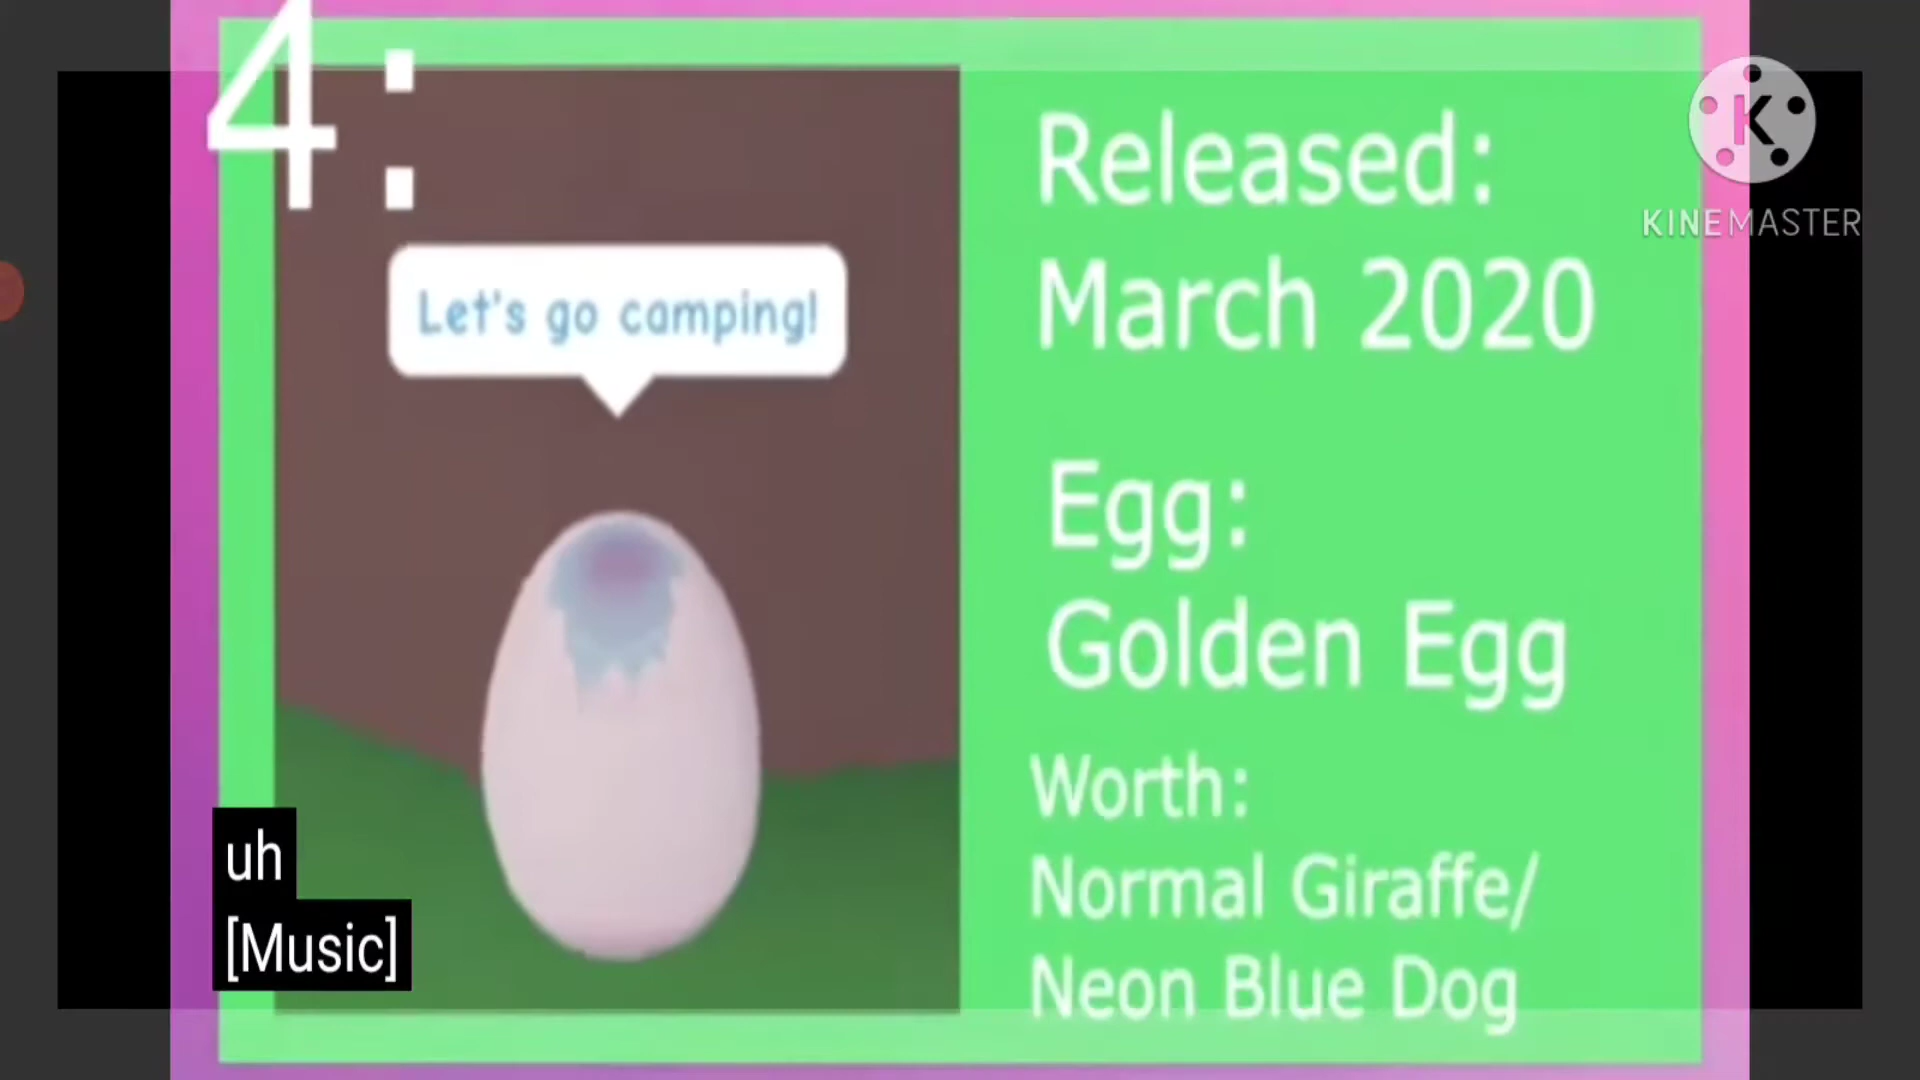 4:
Let's go camping!
Released:
March 2020
Egg:
Golden Egg
Worth:
Normal Giraffe/
Neon Blue Dog
uh
[Music]
K
KINEMASTER